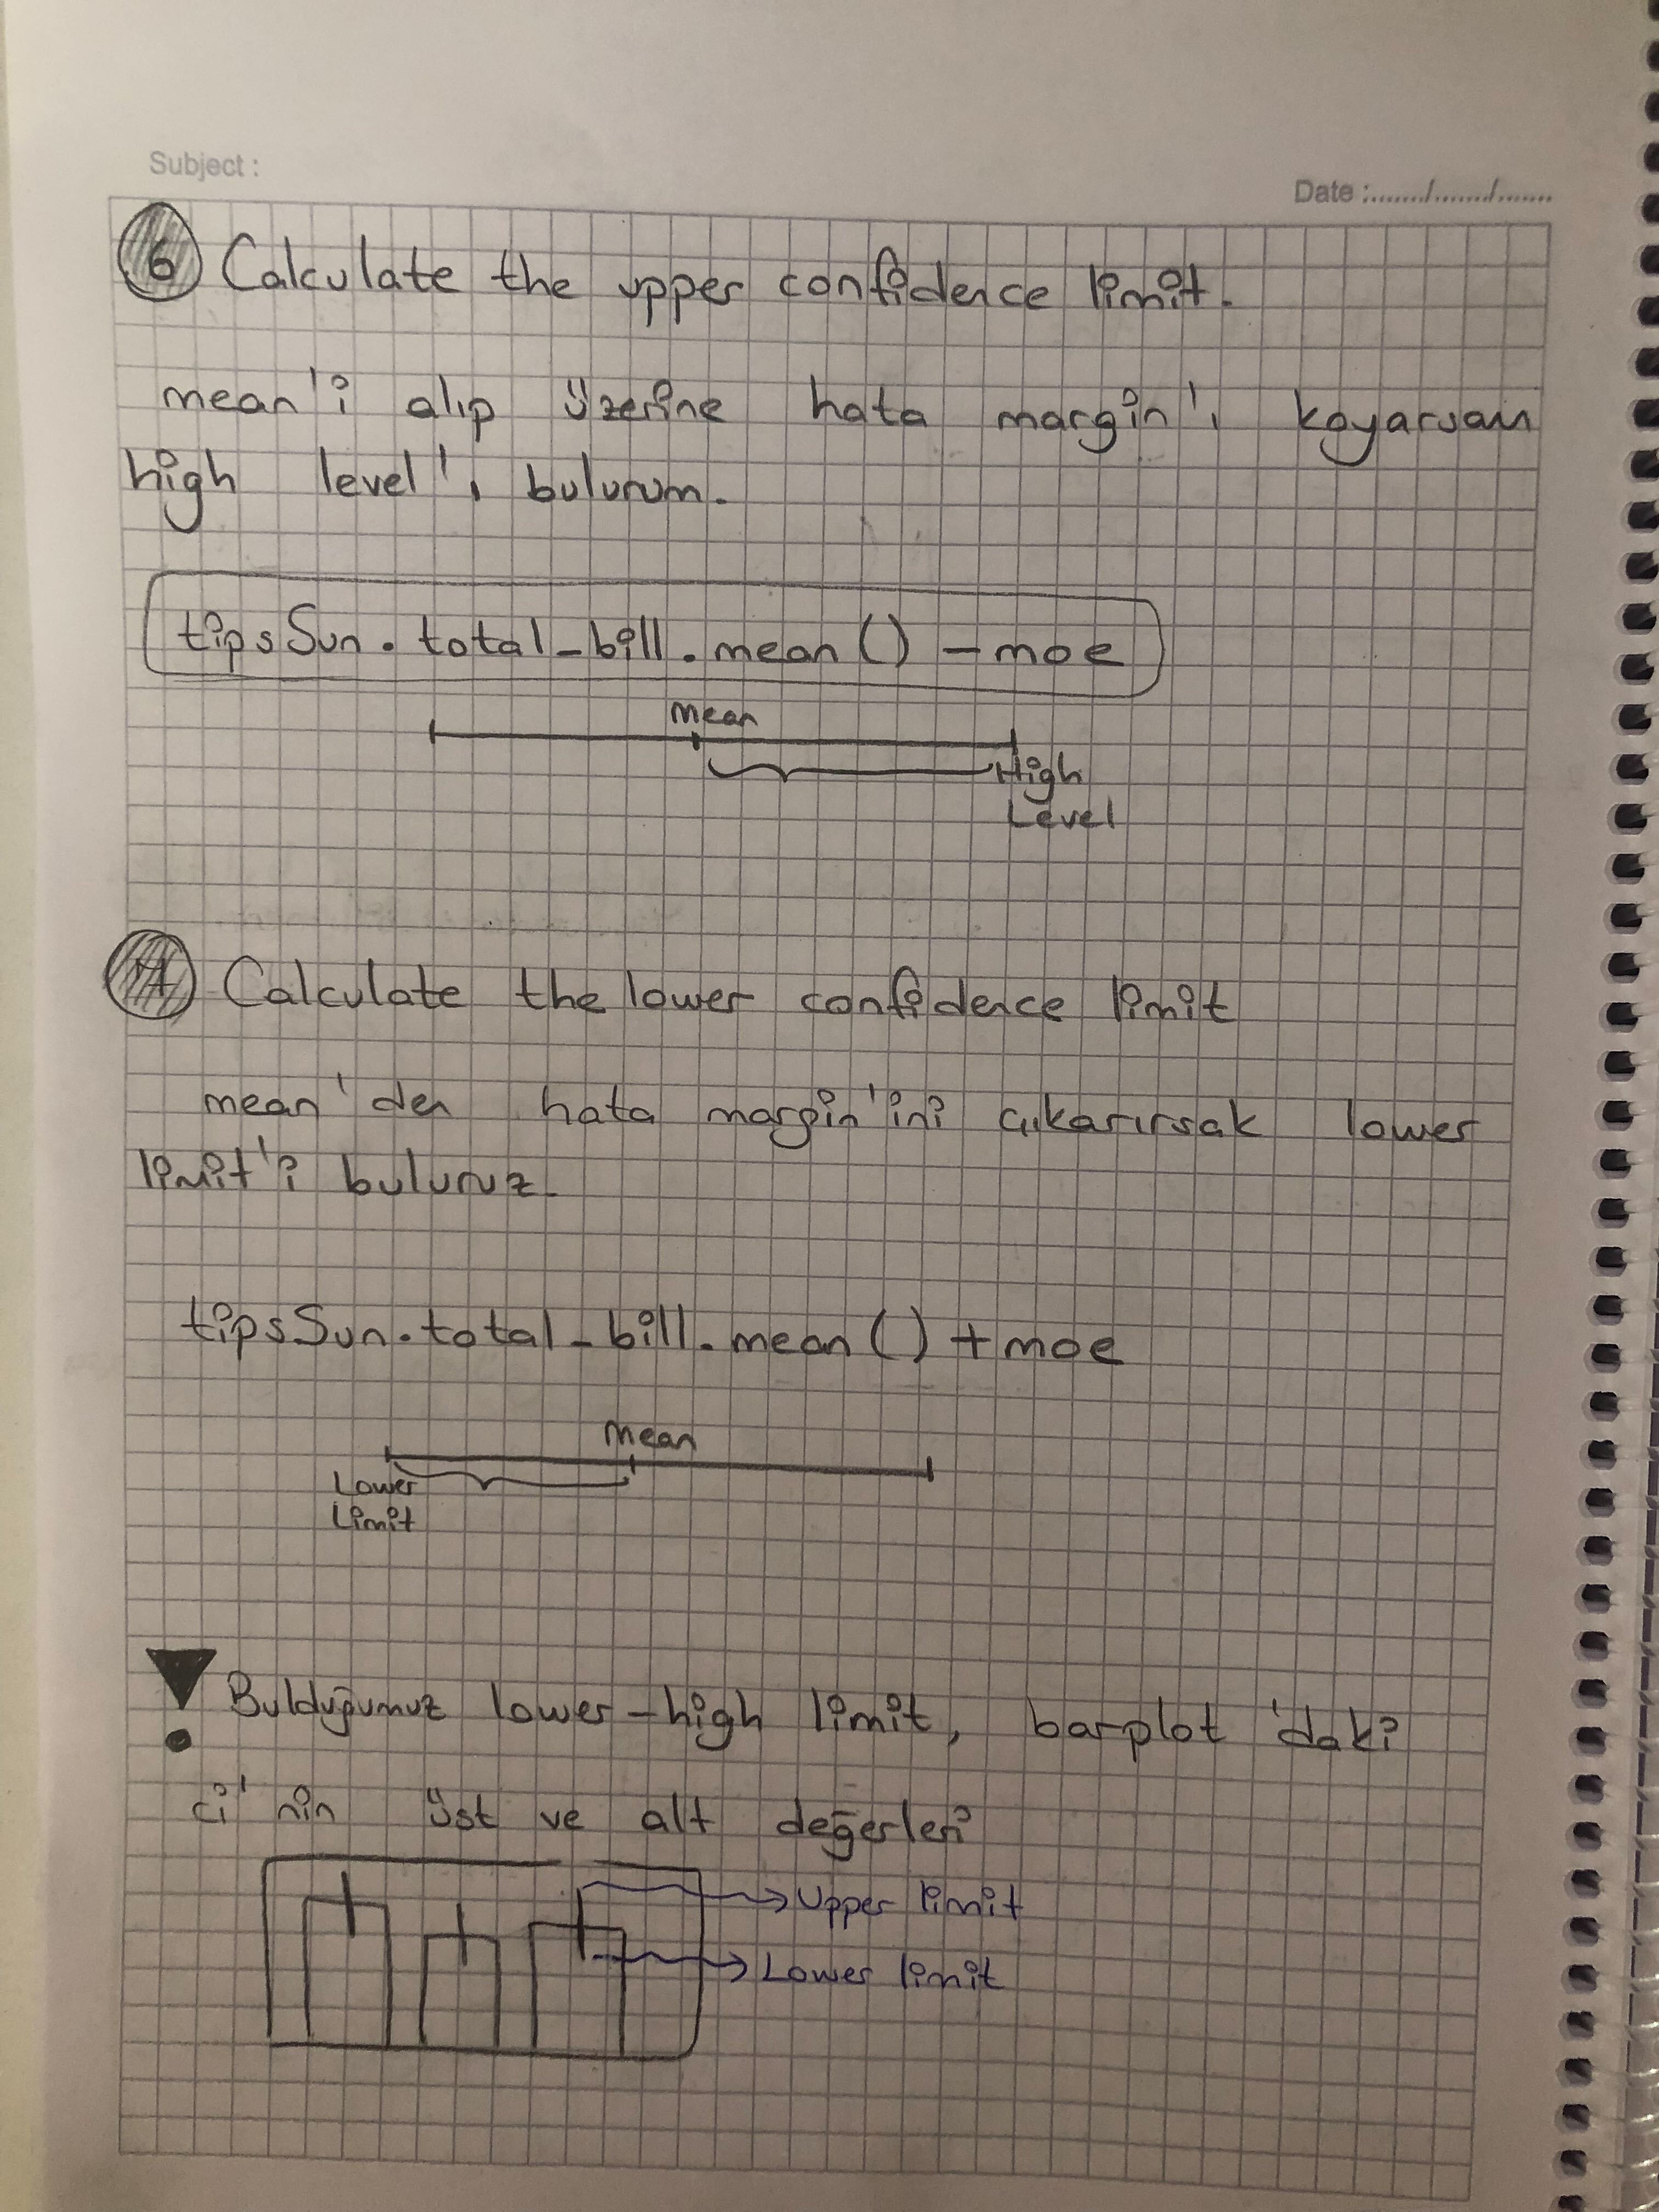 Subject :
Date :......../......../........
6 Calculate the upper confidence limit.
mean'i alıp üzerine hata margin'ı koyarsam
high level'ı bulurum.
tipsSun.total_bill.mean() - moe
Mean
High
Level
Calculate the lower confidence limit
mean'den hata margin'ini çıkarırsak lower
limit'i buluruz.
tipsSun.total_bill.mean() + moe
Mean
Lower
Limit
Bulduğumuz lower-high limit, barplot'daki
ci'nin üst ve alt değerleri
Upper limit
Lower limit